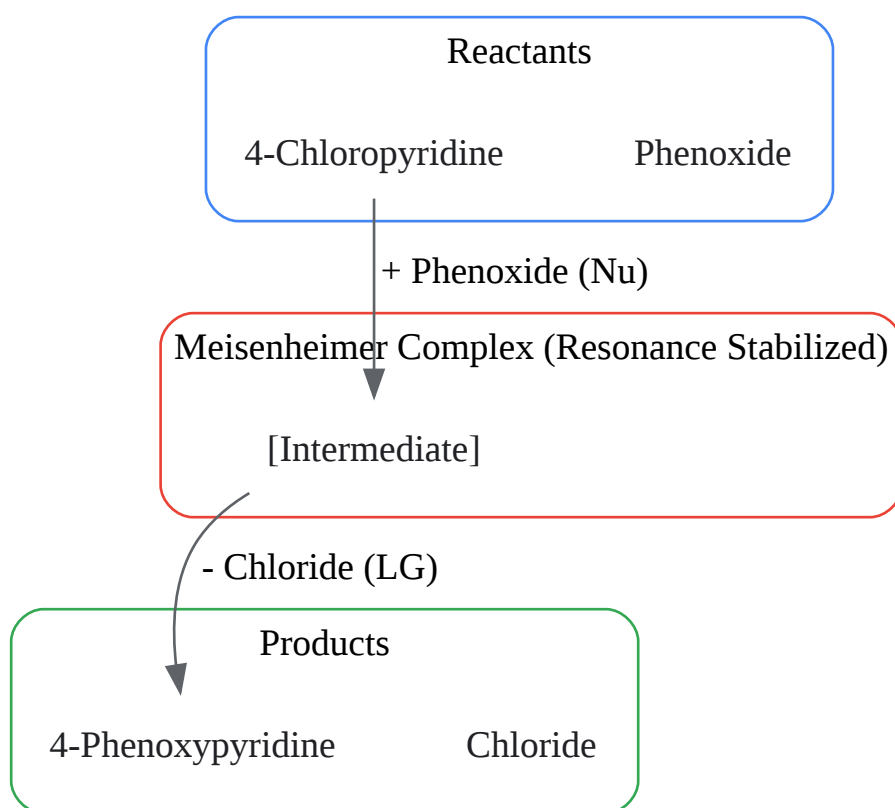 Reactants
4-Chloropyridine Phenoxide
+ Phenoxide (Nu)
Meisenheimer Complex (Resonance Stabilized)
[Intermediate]
- Chloride (LG)
Products
4-Phenoxypyridine Chloride